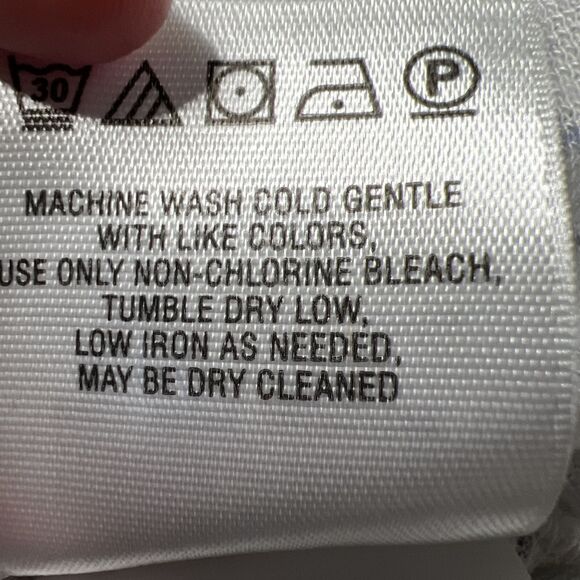 30 P
MACHINE WASH COLD GENTLE
WITH LIKE COLORS,
USE ONLY NON-CHLORINE BLEACH,
TUMBLE DRY LOW,
LOW IRON AS NEEDED,
MAY BE DRY CLEANED